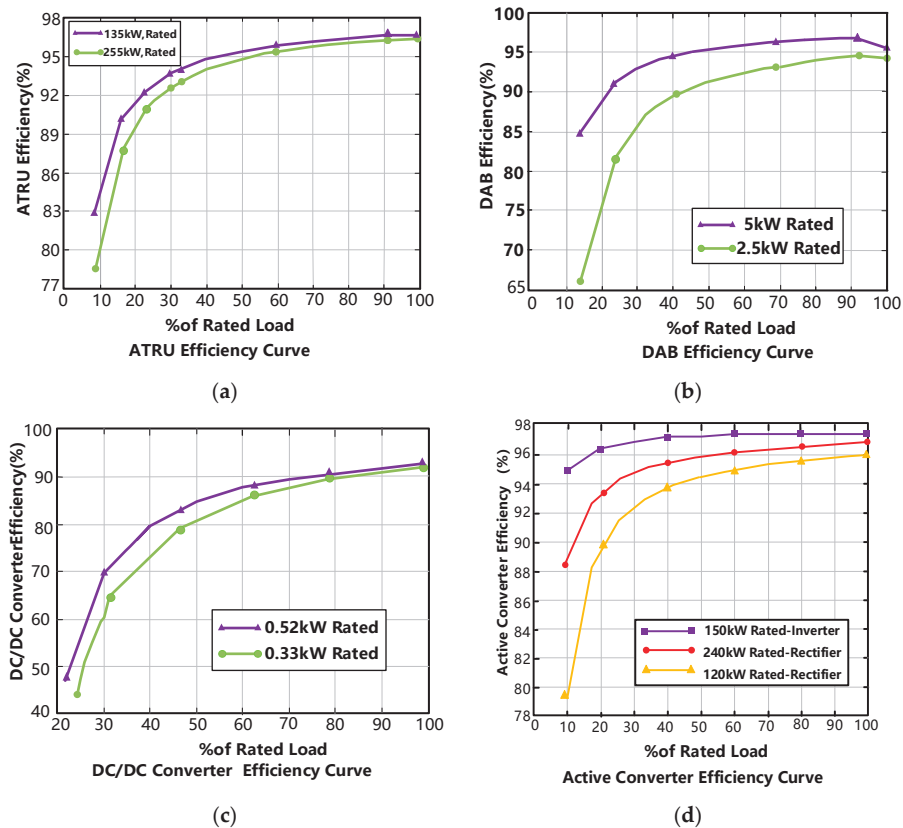 98
95
92
89
86
83
80
77
ATRU Efficiency(%)
135kW,Rated
255kW,Rated
0 10 20 30 40 50 60 70 80 90 100
%of Rated Load
ATRU Efficiency Curve
(a)
100
95
90
85
80
75
70
65
DAB Efficiency(%)
5kW Rated
2.5kW Rated
0 10 20 30 40 50 60 70 80 90 100
%of Rated Load
DAB Efficiency Curve
(b)
100
90
80
70
60
50
40
DC/DC ConverterEfficiency(%)
0.52kW Rated
0.33kW Rated
20 30 40 50 60 70 80 90 100
%of Rated Load
DC/DC Converter Efficiency Curve
(c)
98
96
94
92
90
88
86
84
82
80
78
Active Converter Efficiency (%)
150kW Rated-Inverter
240kW Rated-Rectifier
120kW Rated-Rectifier
0 10 20 30 40 50 60 70 80 90 100
%of Rated Load
Active Converter Efficiency Curve
(d)